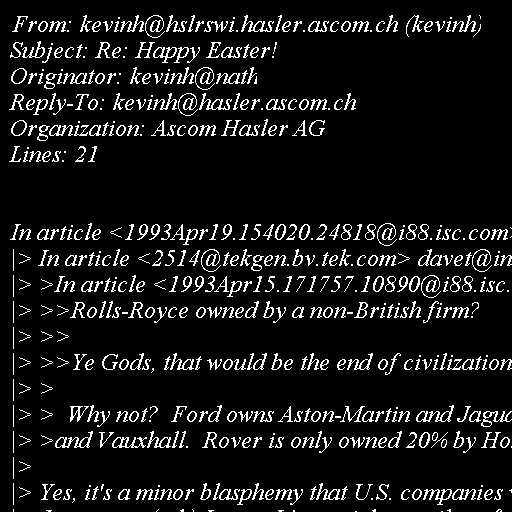 From: kevinh@hslrswi.hasler.ascom.ch (kevinh)
Subject: Re: Happy Easter!
Originator: kevinh@nath
Reply-To: kevinh@hasler.ascom.ch
Organization: Ascom Hasler AG
Lines: 21

In article <1993Apr19.154020.24818@i88.isc.com>
|> In article <2514@tekgen.bv.tek.com> davet@in
|> >In article <1993Apr15.171757.10890@i88.isc.
|> >>Rolls-Royce owned by a non-British firm?
|> >>
|> >>Ye Gods, that would be the end of civilization
|> >
|> >  Why not?  Ford owns Aston-Martin and Jagua
|> >and Vauxhall.  Rover is only owned 20% by Ho
|>
|> Yes, it's a minor blasphemy that U.S. companies